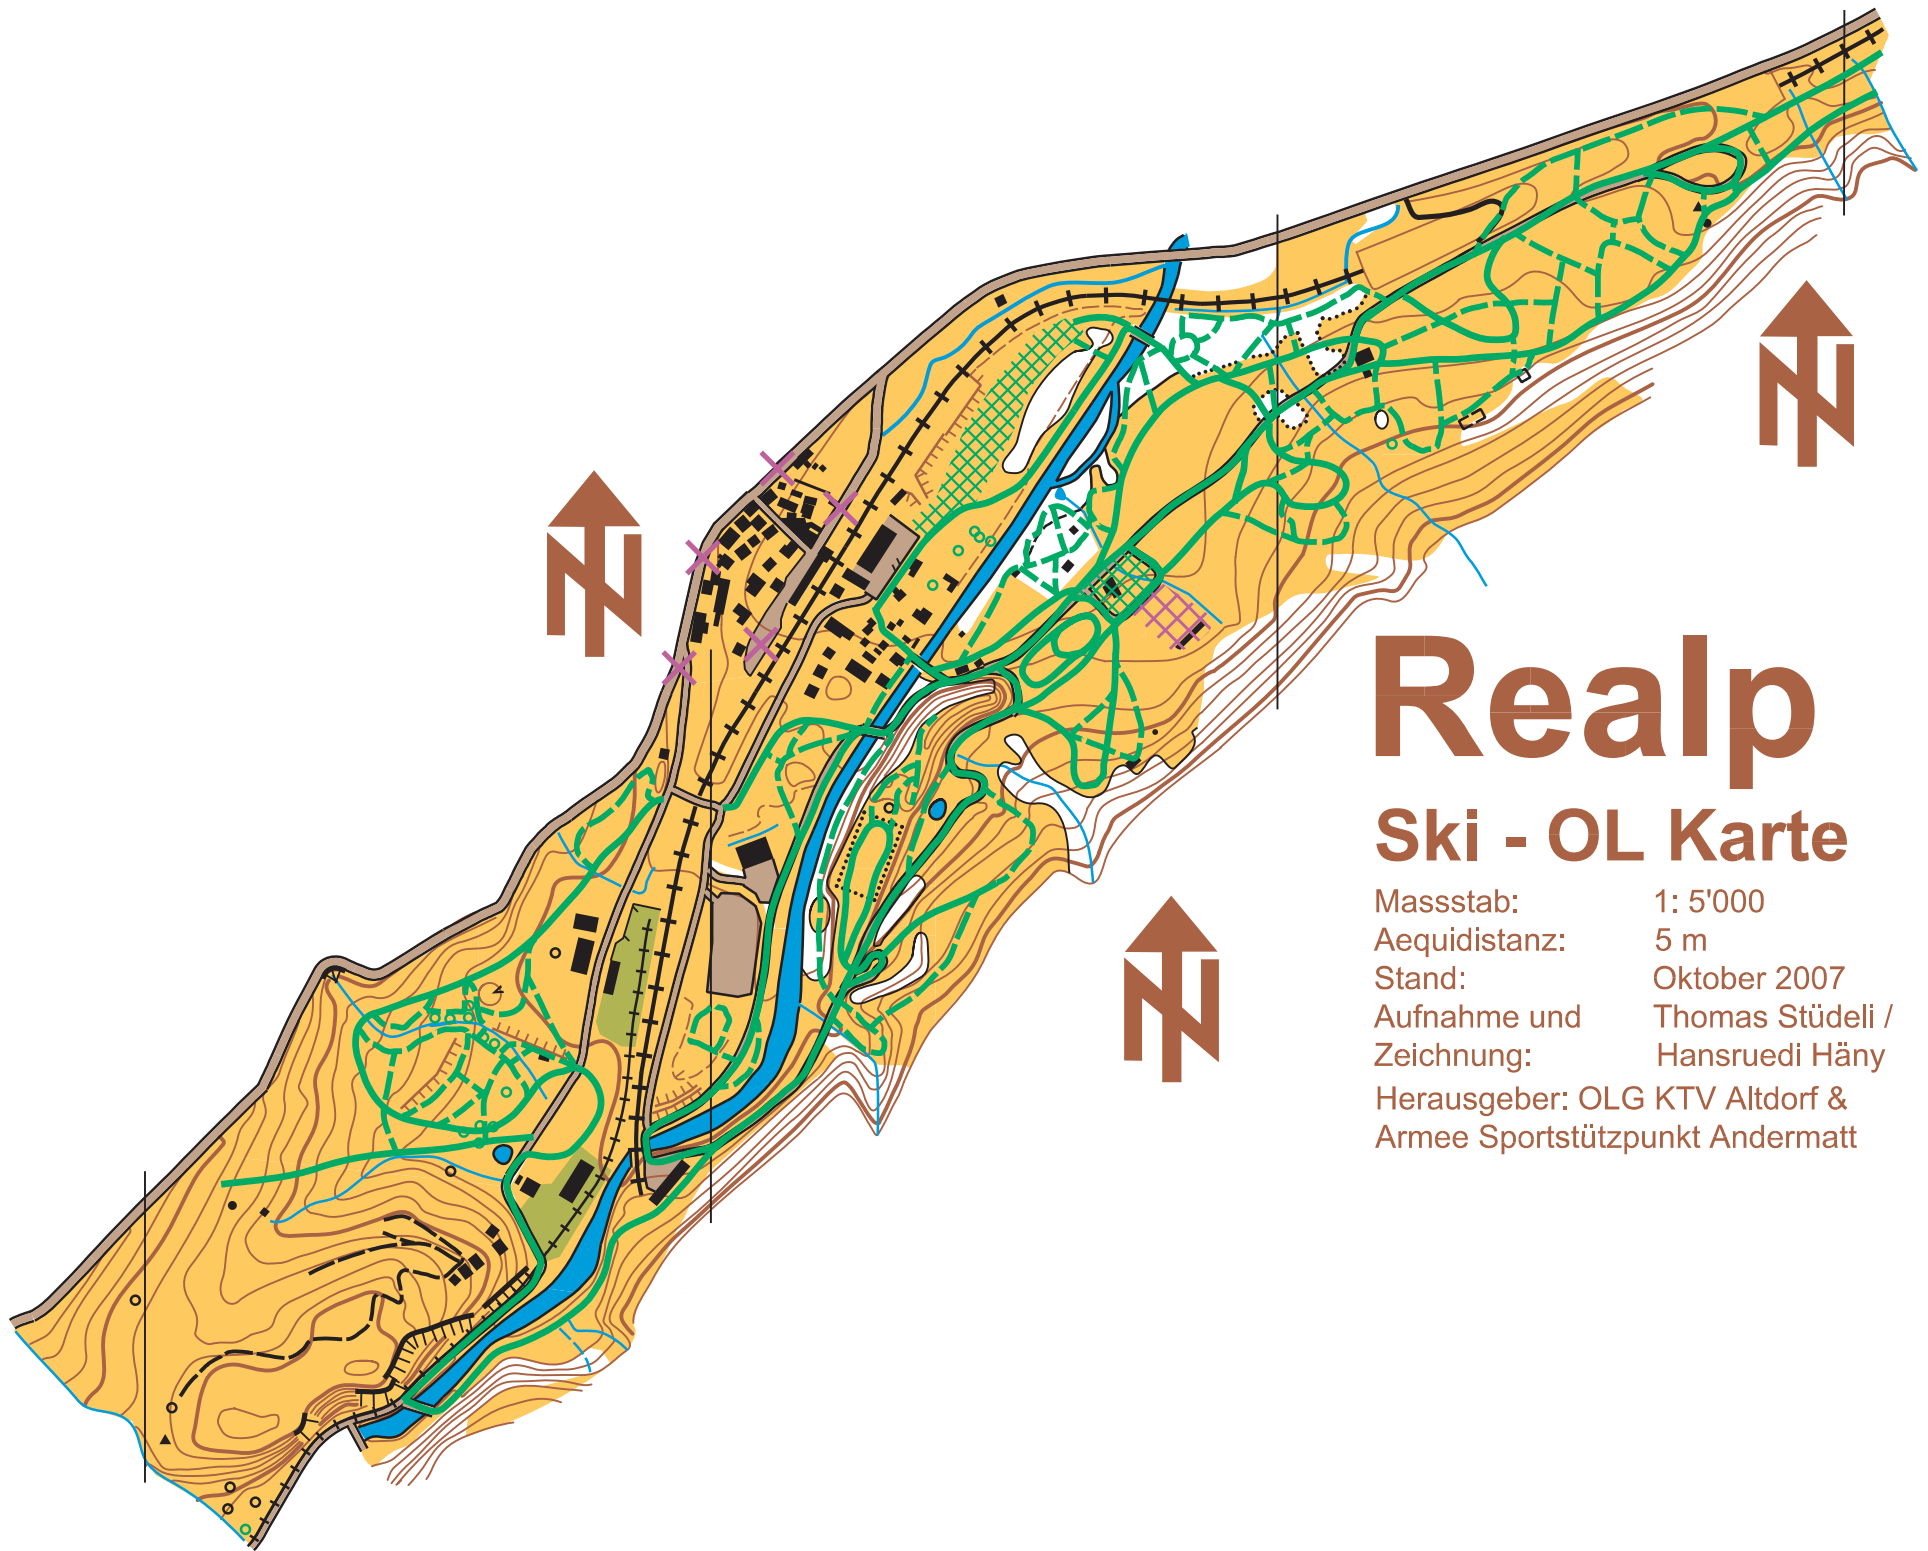 Realp
Ski - OL Karte
Massstab: 1: 5'000
Aequidistanz: 5 m
Stand: Oktober 2007
Aufnahme und Thomas Stüdeli /
Zeichnung: Hansruedi Häny
Herausgeber: OLG KTV Altdorf &
Armee Sportstützpunkt Andermatt
N
N
N